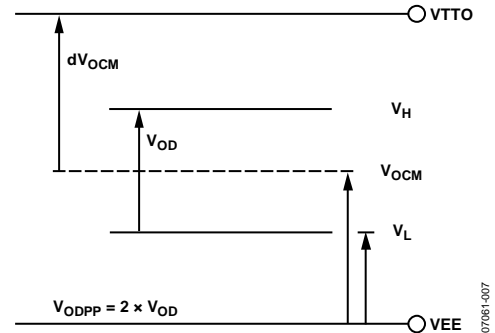 VTTO
dVOCM
VH
VOD
VOCM
VL
VODPP = 2 × VOD
VEE
07061-007